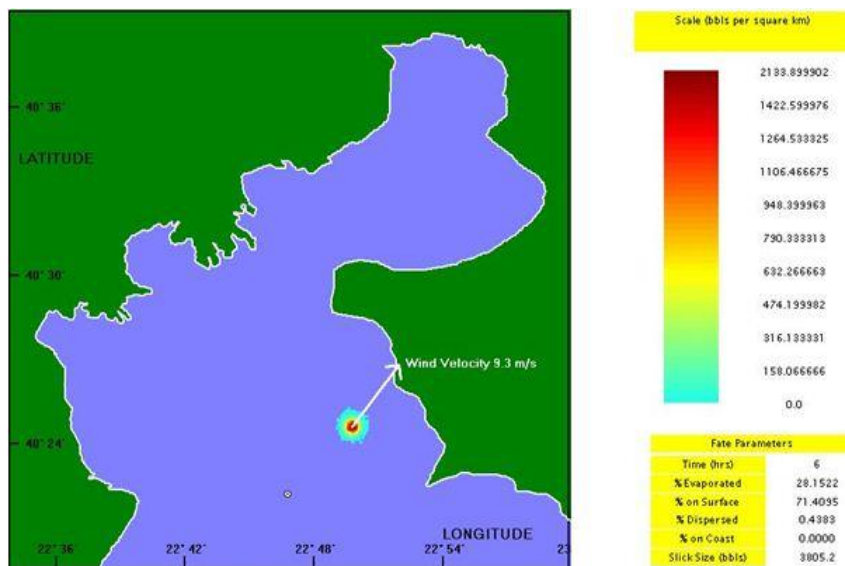 Scale (bbls per square km)
2133.899902
1422.599976
1264.533325
1106.466675
948.399963
790.333313
632.266663
474.199982
316.133331
158.066666
0.0
40° 36'
LATITUDE
40° 30'
Wind Velocity 9.3 m/s
40° 24'
LONGITUDE
22° 36' 22° 42' 22° 48' 22° 54' 23
Fate Parameters
Time (hrs) 6
% Evaporated 28.1522
% on Surface 71.4095
% Dispersed 0.4383
% on Coast 0.0000
Slick Size (bbls) 3805.2